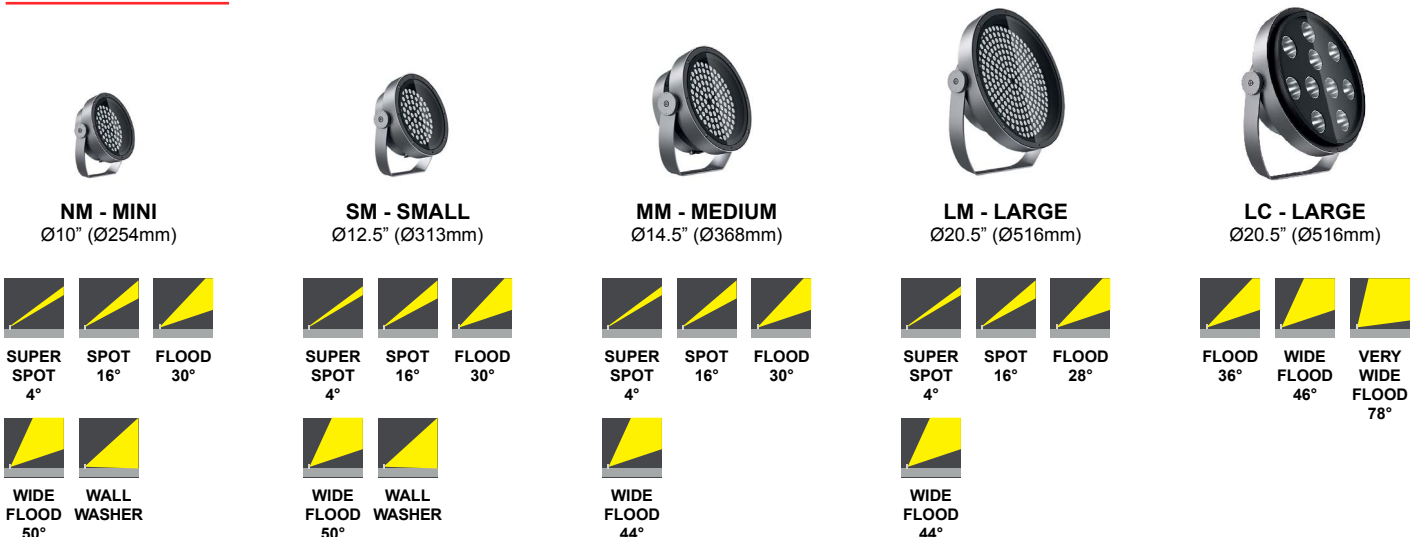 NM - MINI
Ø10” (Ø254mm)
SUPER SPOT 4°
SPOT 16°
FLOOD 30°
WIDE FLOOD 50°
WALL WASHER
SM - SMALL
Ø12.5” (Ø313mm)
SUPER SPOT 4°
SPOT 16°
FLOOD 30°
WIDE FLOOD 50°
WALL WASHER
MM - MEDIUM
Ø14.5” (Ø368mm)
SUPER SPOT 4°
SPOT 16°
FLOOD 30°
WIDE FLOOD 44°
LM - LARGE
Ø20.5” (Ø516mm)
SUPER SPOT 4°
SPOT 16°
FLOOD 28°
WIDE FLOOD 44°
LC - LARGE
Ø20.5” (Ø516mm)
FLOOD 36°
WIDE FLOOD 46°
VERY WIDE FLOOD 78°